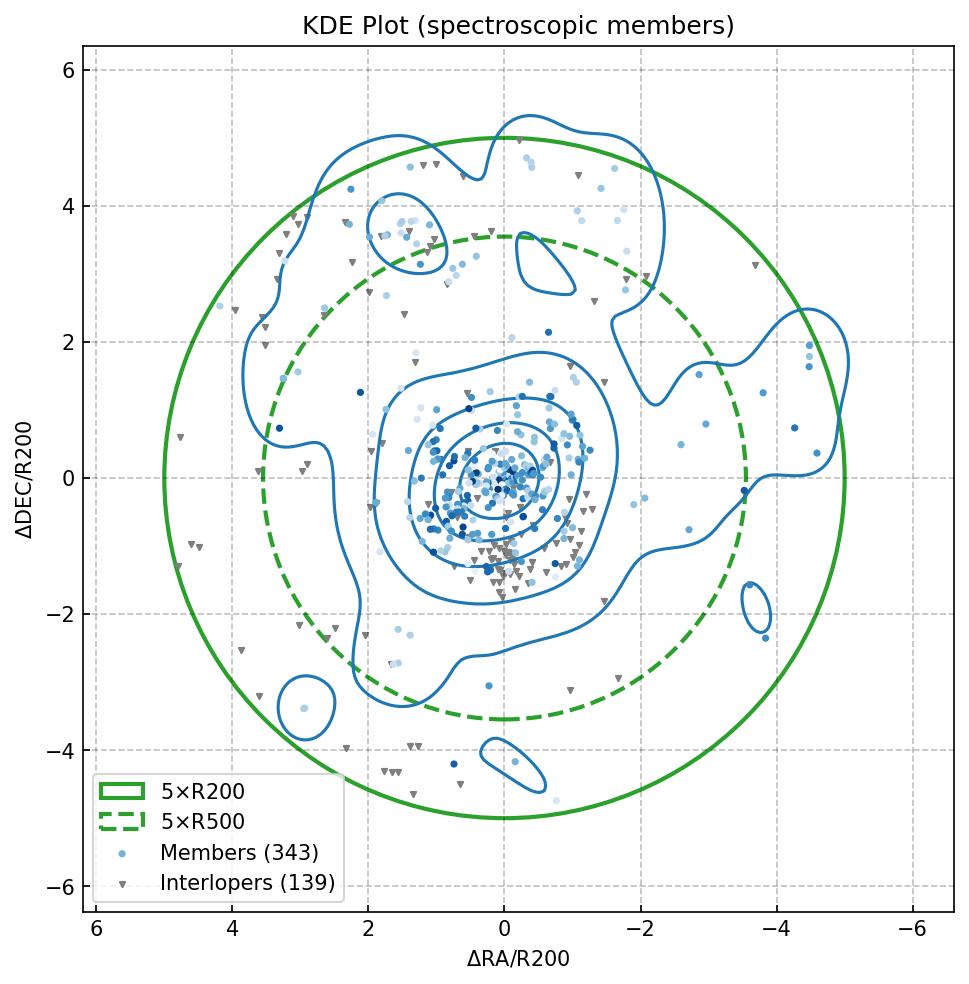 KDE Plot (spectroscopic members)
6
4
2
0
−2
−4
−6
ΔDEC/R200
5×R200
5×R500
Members (343)
Interlopers (139)
6 4 2 0 −2 −4 −6
ΔRA/R200